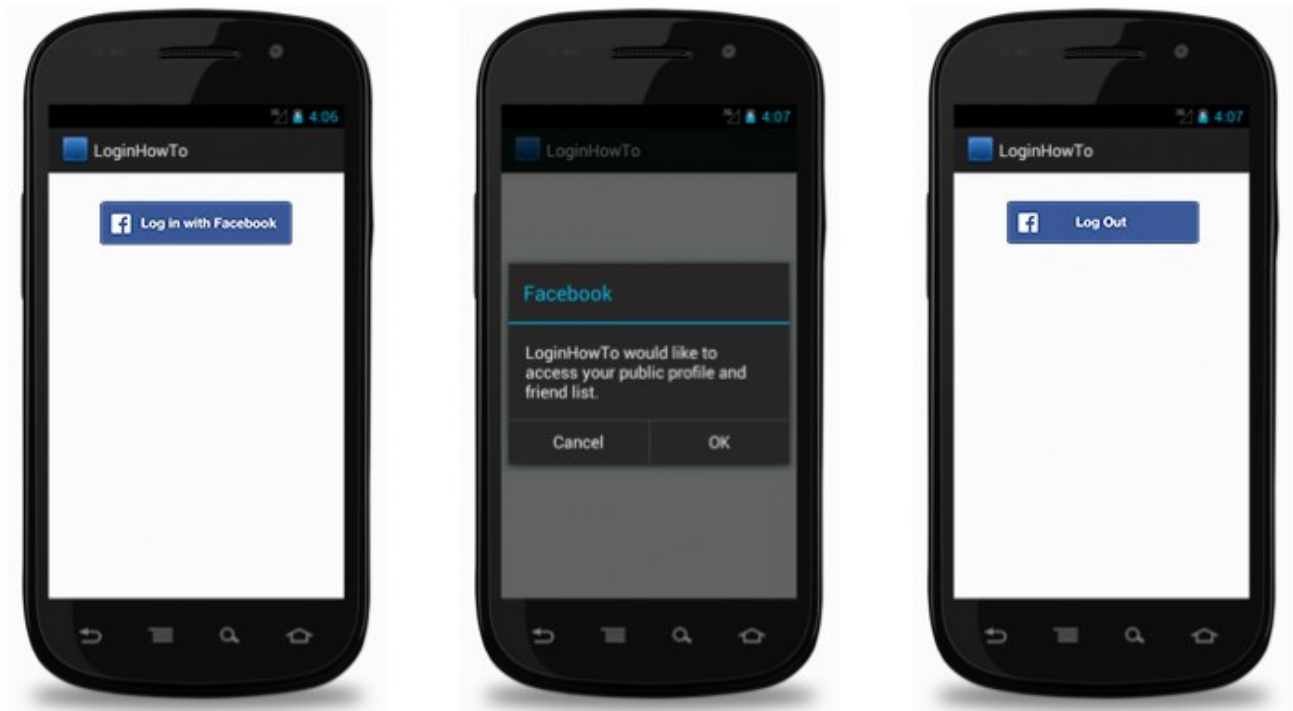 4:06
LoginHowTo
Log in with Facebook
4:07
LoginHowTo
Facebook
LoginHowTo would like to
access your public profile and
friend list.
Cancel OK
4:07
LoginHowTo
Log Out